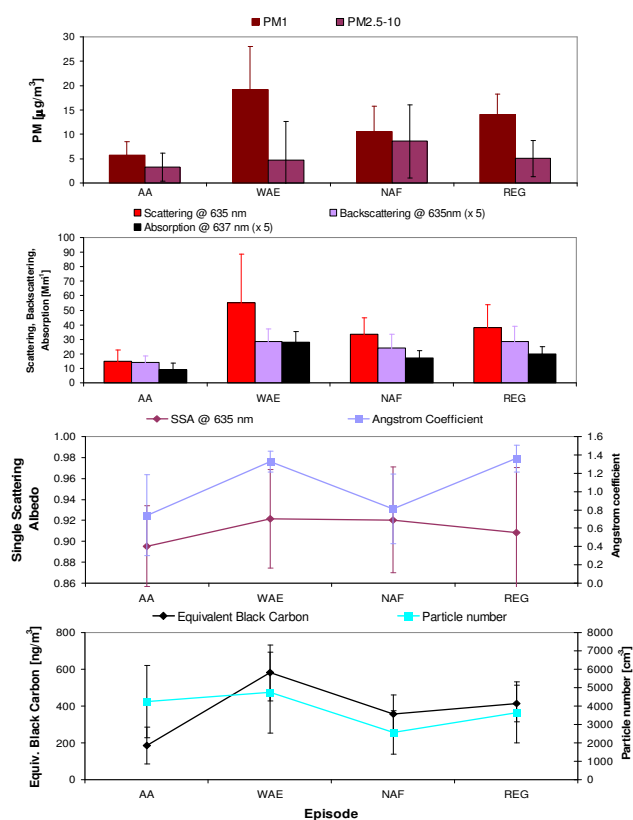 PM1 PM2.5-10
PM [µg/m³]
30
25
20
15
10
5
0
AA WAE NAF REG
Scattering @ 635 nm Backscattering @ 635nm (x 5)
Absorption @ 637 nm (x 5)
Scattering, Backscattering,
Absorption [Mm⁻¹]
100
90
80
70
60
50
40
30
20
10
0
AA WAE NAF REG
SSA @ 635 nm Angstrom Coefficient
Single Scattering
Albedo
1.00 1.6
0.98 1.4
0.96 1.2
0.94 1.0
0.92 0.8
0.90 0.6
0.88 0.4
0.86 0.2
0.0
Angstrom coefficient
AA WAE NAF REG
Equivalent Black Carbon Particle number
Equiv. Black Carbon [ng/m³]
800 8000
7000
600 6000
5000
400 4000
3000
200 2000
1000
0 0
Particle number [cm³]
AA WAE NAF REG
Episode